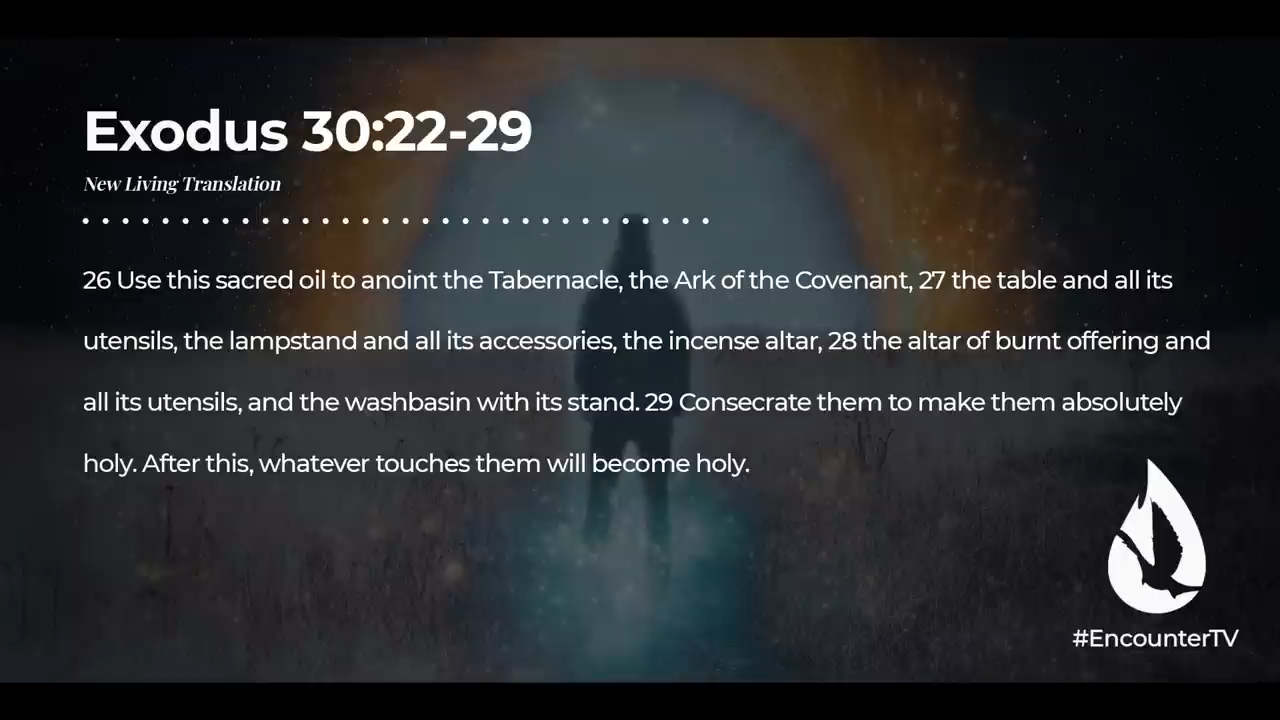 Exodus 30:22-29
New Living Translation
26 Use this sacred oil to anoint the Tabernacle, the Ark of the Covenant, 27 the table and all its
utensils, the lampstand and all its accessories, the incense altar, 28 the altar of burnt offering and
all its utensils, and the washbasin with its stand. 29 Consecrate them to make them absolutely
holy. After this, whatever touches them will become holy.
#EncounterTV